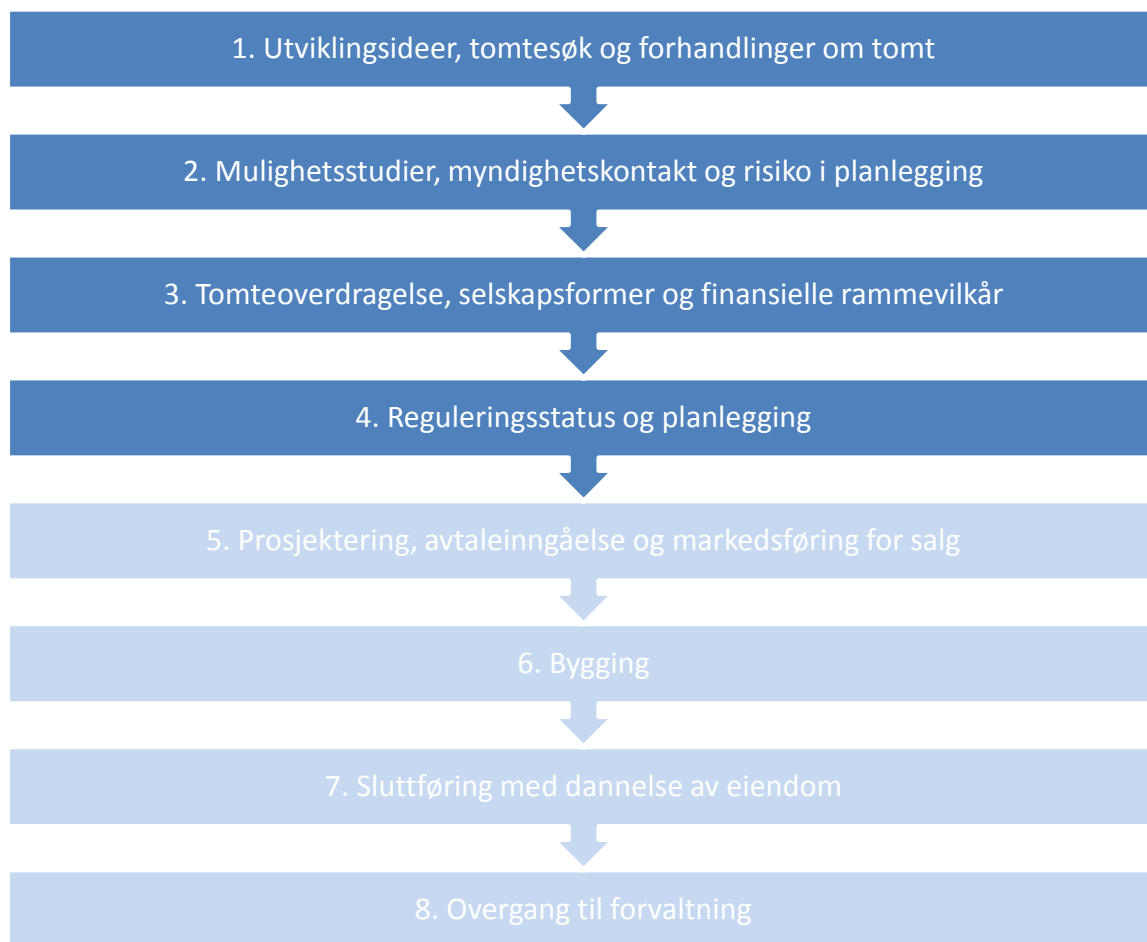 1. Utviklingsideer, tomtesøk og forhandlinger om tomt
2. Mulighetsstudier, myndighetskontakt og risiko i planlegging
3. Tomteoverdragelse, selskapsformer og finansielle rammevilkår
4. Reguleringsstatus og planlegging
5. Prosjektering, avtaleinngåelse og markedsføring for salg
6. Bygging
7. Sluttføring med dannelse av eiendom
8. Overgang til forvaltning